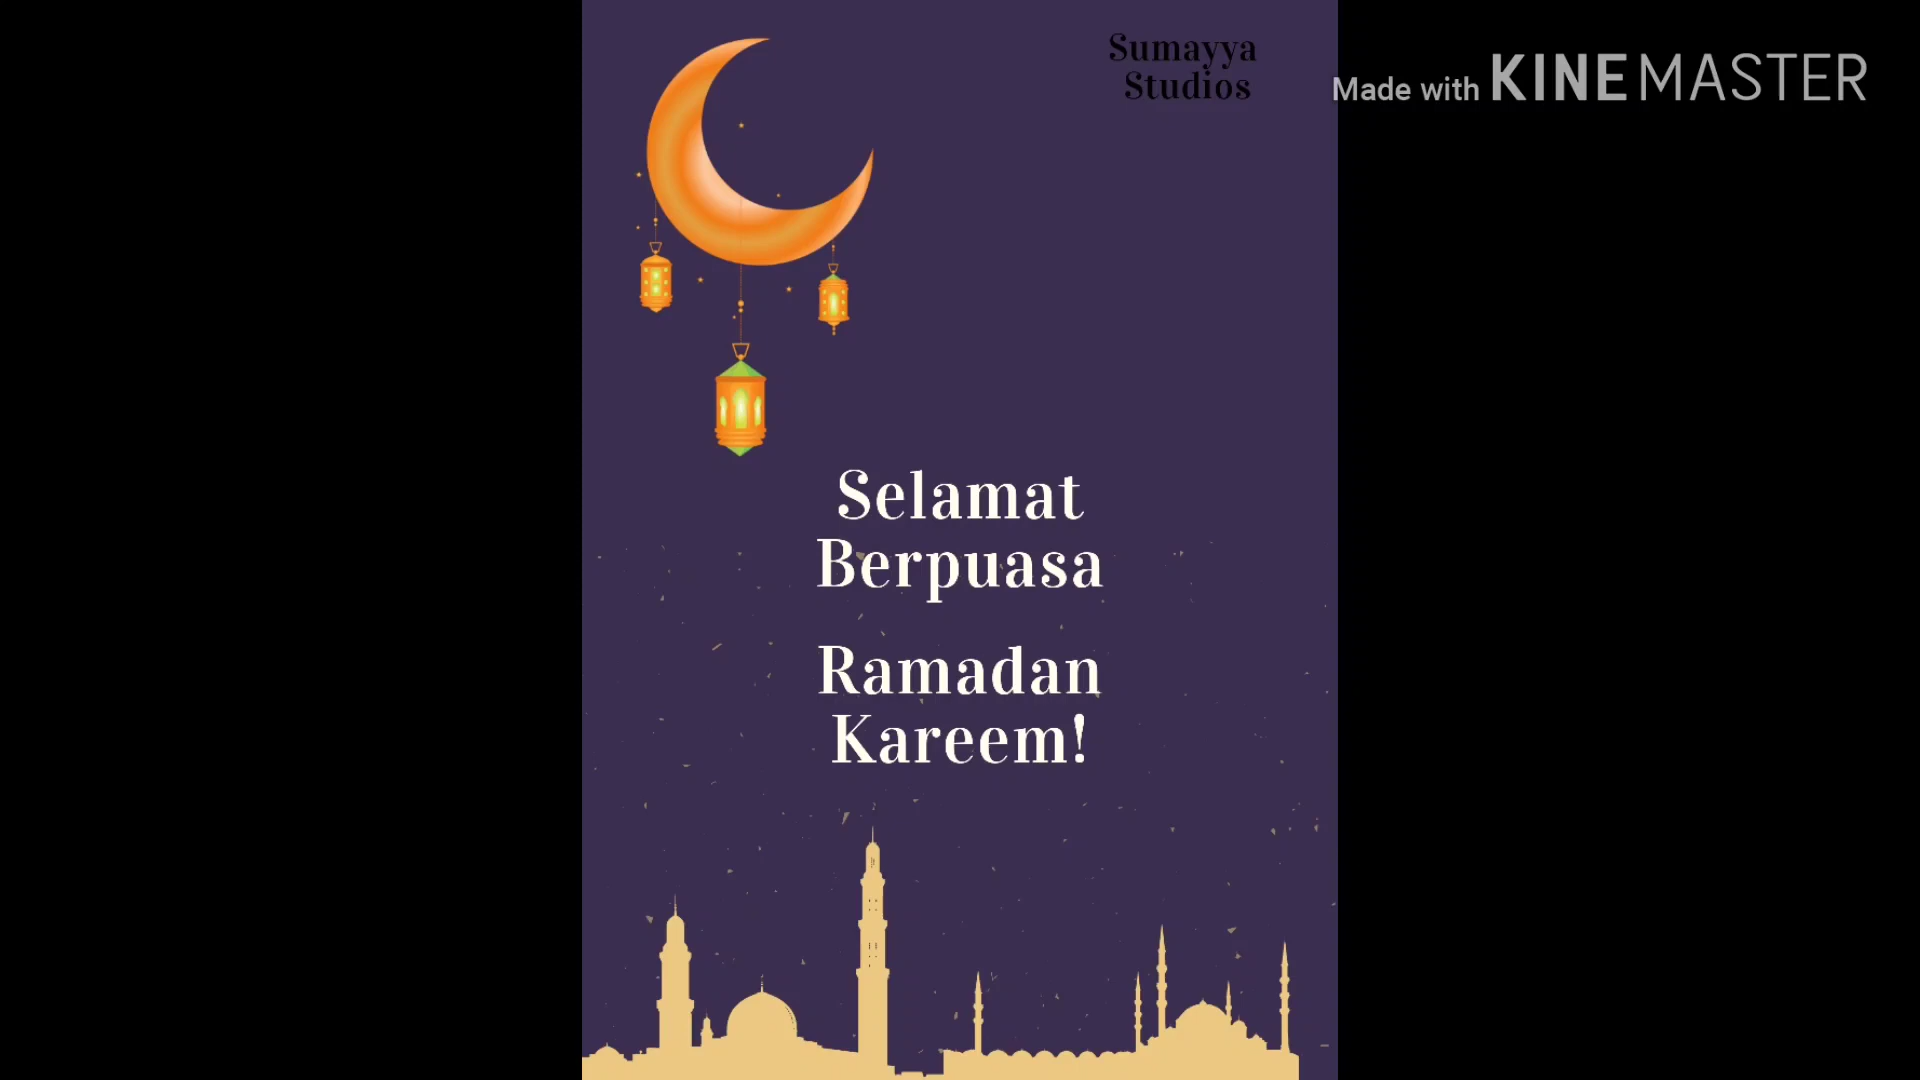 Sumayya
Studios
Made with KINEMASTER
Selamat
Berpuasa
Ramadan
Kareem!